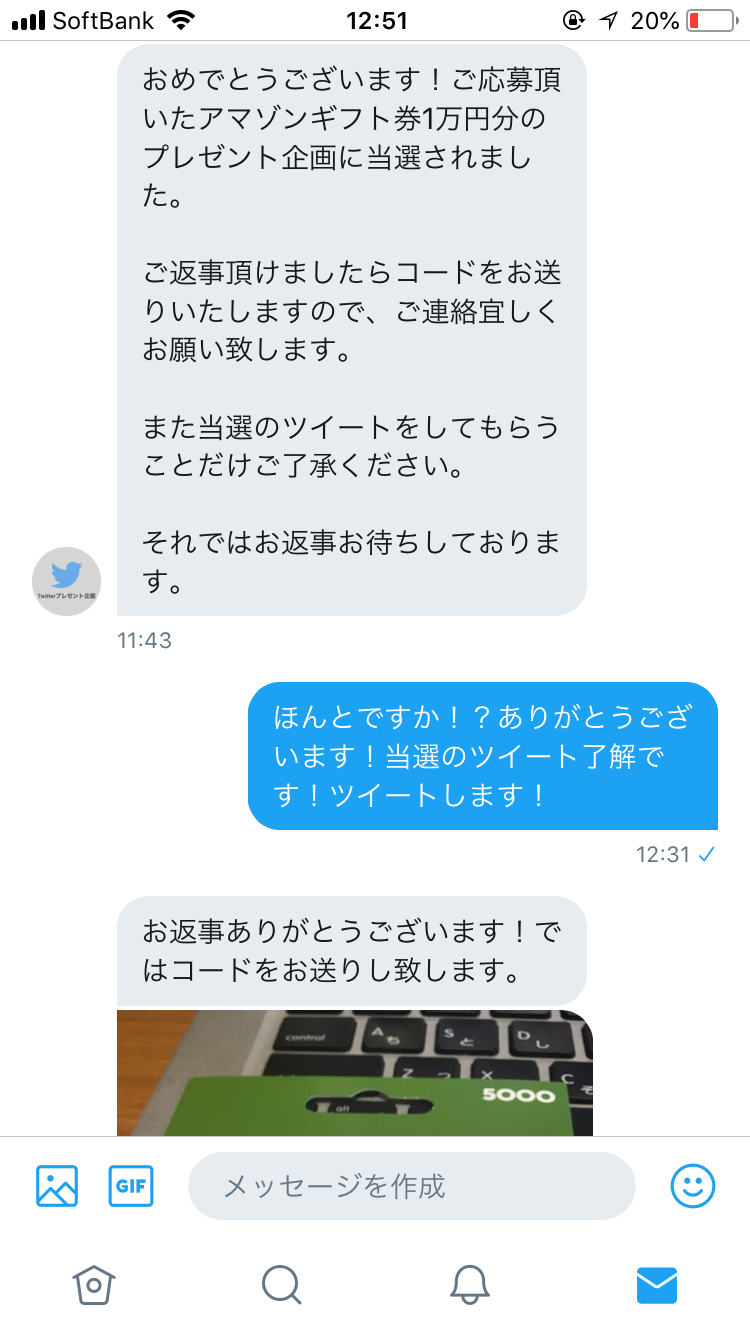 SoftBank 12:51 20%
おめでとうございます！ご応募頂
いたアマゾンギフト券1万円分の
プレゼント企画に当選されまし
た。
ご返事頂けましたらコードをお送
りいたしますので、ご連絡宜しく
お願い致します。
また当選のツイートをしてもらう
ことだけご了承ください。
それではお返事お待ちしておりま
す。
Twitterプレゼント企画
11:43
ほんとですか！？ありがとうござ
います！当選のツイート了解で
す！ツイートします！
12:31
お返事ありがとうございます！で
はコードをお送りし致します。
control A ち S と D し
Z っ X C そ
alt 5000
GIF メッセージを作成